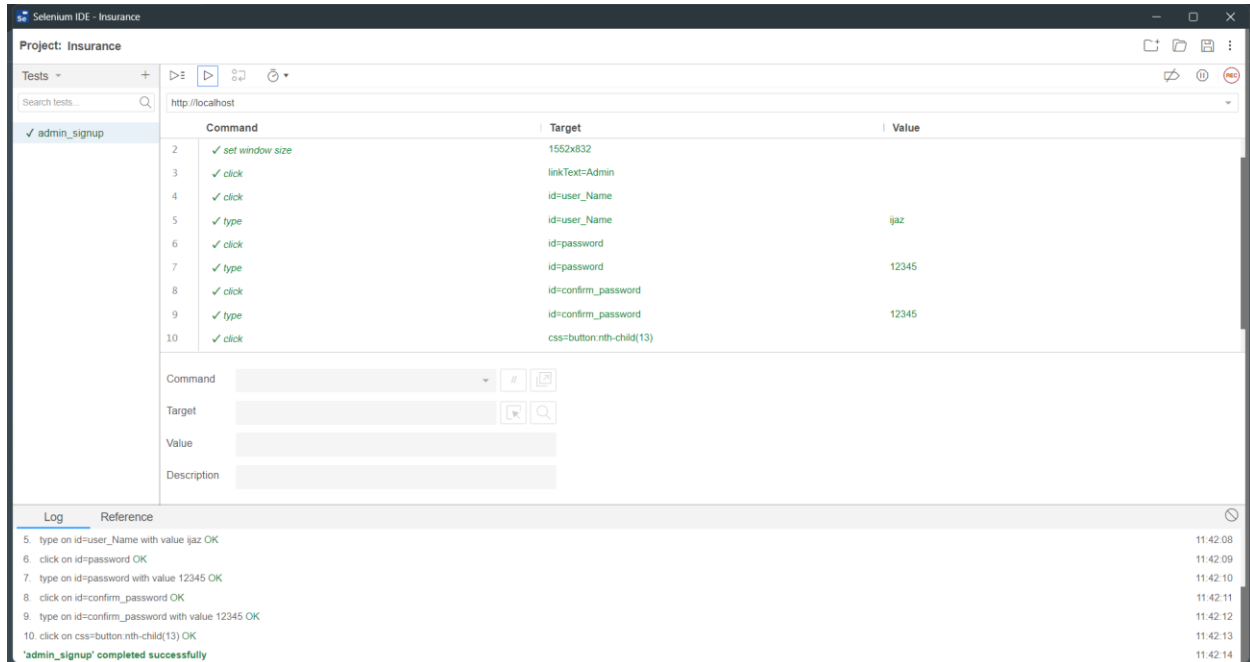 Selenium IDE - Insurance
Project: Insurance
Tests
Search tests...
http://localhost
✓ admin_signup
Command Target Value
2 ✓ set window size 1552x832
3 ✓ click linkText=Admin
4 ✓ click id=user_Name
5 ✓ type id=user_Name ijaz
6 ✓ click id=password
7 ✓ type id=password 12345
8 ✓ click id=confirm_password
9 ✓ type id=confirm_password 12345
10 ✓ click css=button:nth-child(13)
Command //
Target
Value
Description
Log Reference
5. type on id=user_Name with value ijaz OK 11:42:08
6. click on id=password OK 11:42:09
7. type on id=password with value 12345 OK 11:42:10
8. click on id=confirm_password OK 11:42:11
9. type on id=confirm_password with value 12345 OK 11:42:12
10. click on css=button:nth-child(13) OK 11:42:13
'admin_signup' completed successfully 11:42:14
Se
REC